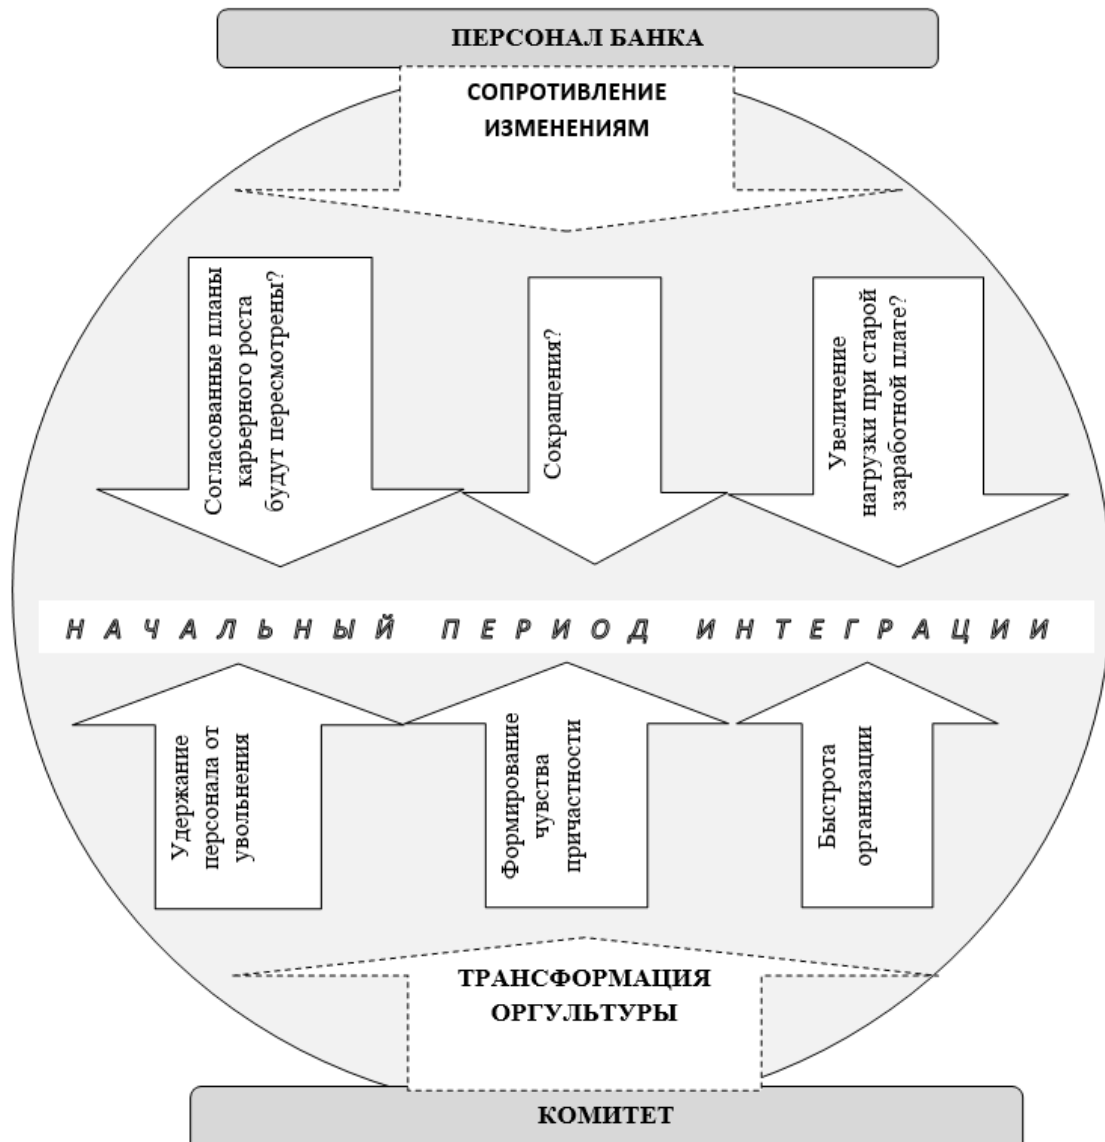 ПЕРСОНАЛ БАНКА
СОПРОТИВЛЕНИЕ
ИЗМЕНЕНИЯМ
Согласованные планы
карьерного роста
будут пересмотрены?
Сокращения?
Увеличение
нагрузки при старой
ззаработной плате?
НАЧАЛЬНЫЙ ПЕРИОД ИНТЕГРАЦИИ
Удержание
персонала от
увольнения
Формирование
чувства
причастности
Быстрота
организации
ТРАНСФОРМАЦИЯ
ОРГУЛЬТУРЫ
КОМИТЕТ